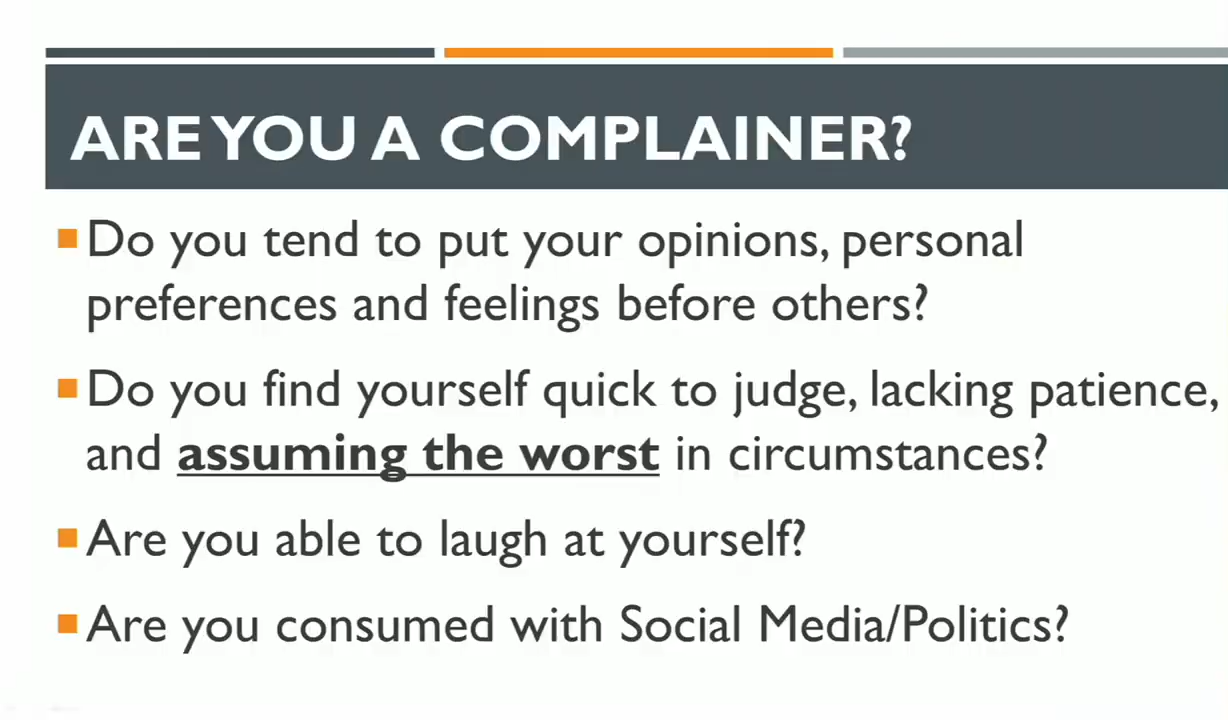 ARE YOU A COMPLAINER?
Do you tend to put your opinions, personal
preferences and feelings before others?
Do you find yourself quick to judge, lacking patience,
and assuming the worst in circumstances?
Are you able to laugh at yourself?
Are you consumed with Social Media/Politics?